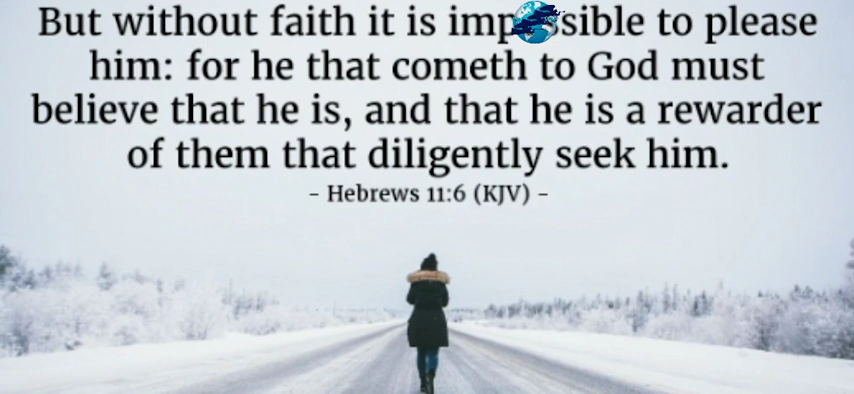 But without faith it is impossible to please
him: for he that cometh to God must
believe that he is, and that he is a rewarder
of them that diligently seek him.
- Hebrews 11:6 (KJV) -